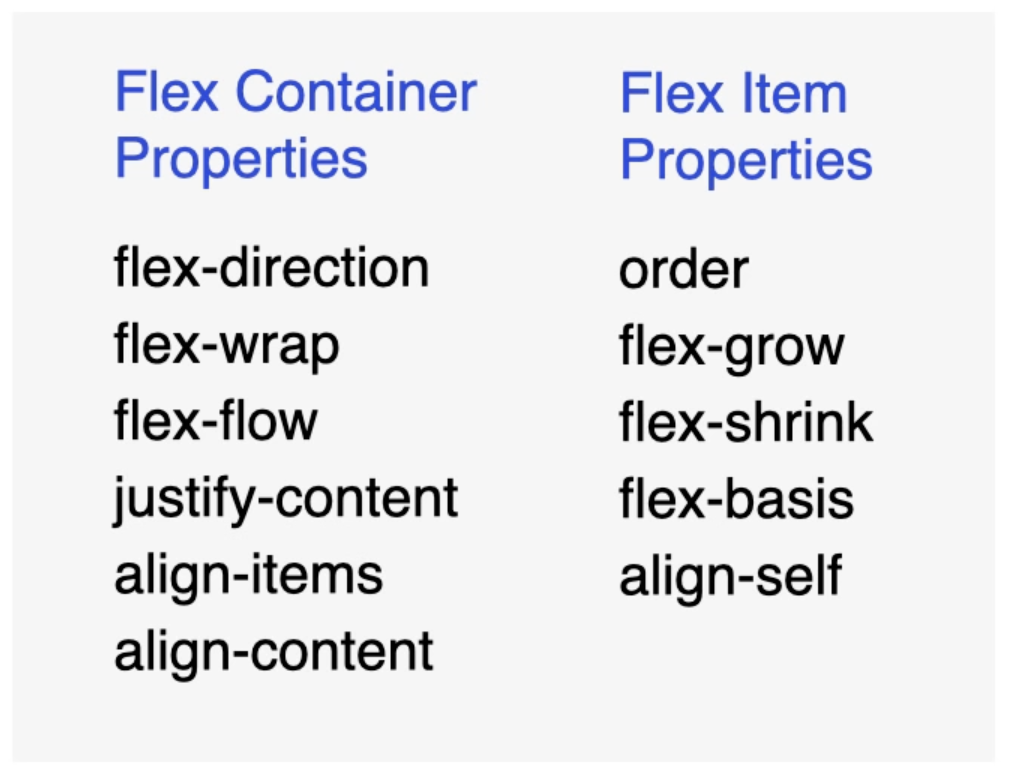 Flex Container
Properties
flex-direction
flex-wrap
flex-flow
justify-content
align-items
align-content
Flex Item
Properties
order
flex-grow
flex-shrink
flex-basis
align-self